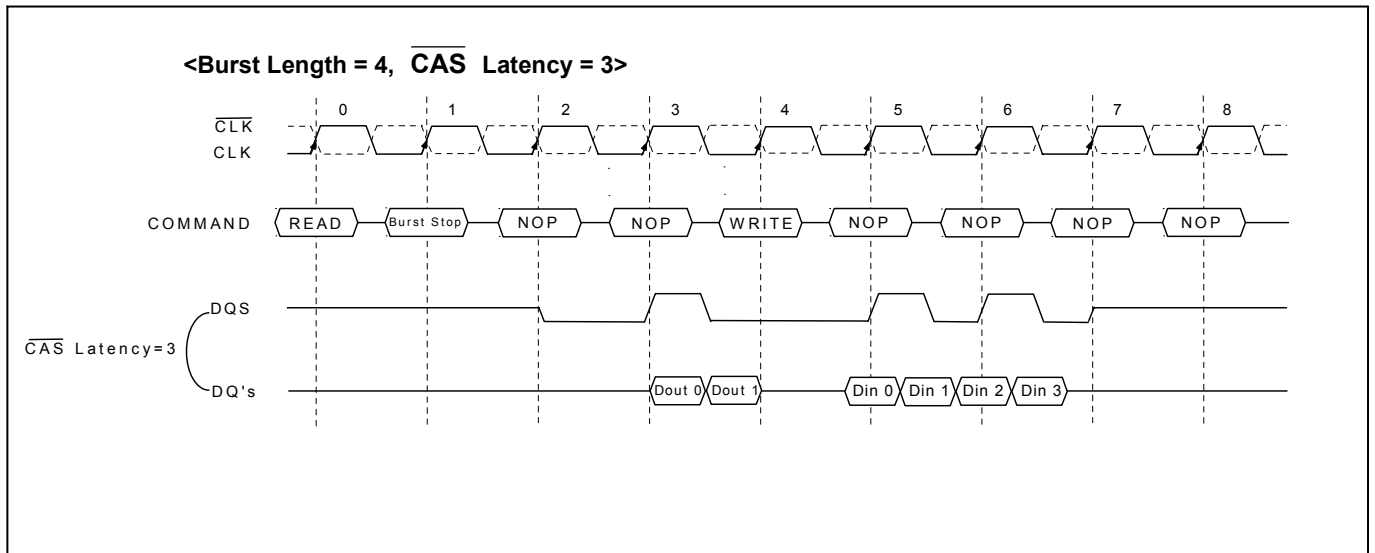 <Burst Length = 4, CAS Latency = 3>
0 1 2 3 4 5 6 7 8
CLK
CLK
COMMAND READ Burst Stop NOP NOP WRITE NOP NOP NOP NOP
DQS
CAS Latency=3
DQ's Dout 0 Dout 1 Din 0 Din 1 Din 2 Din 3